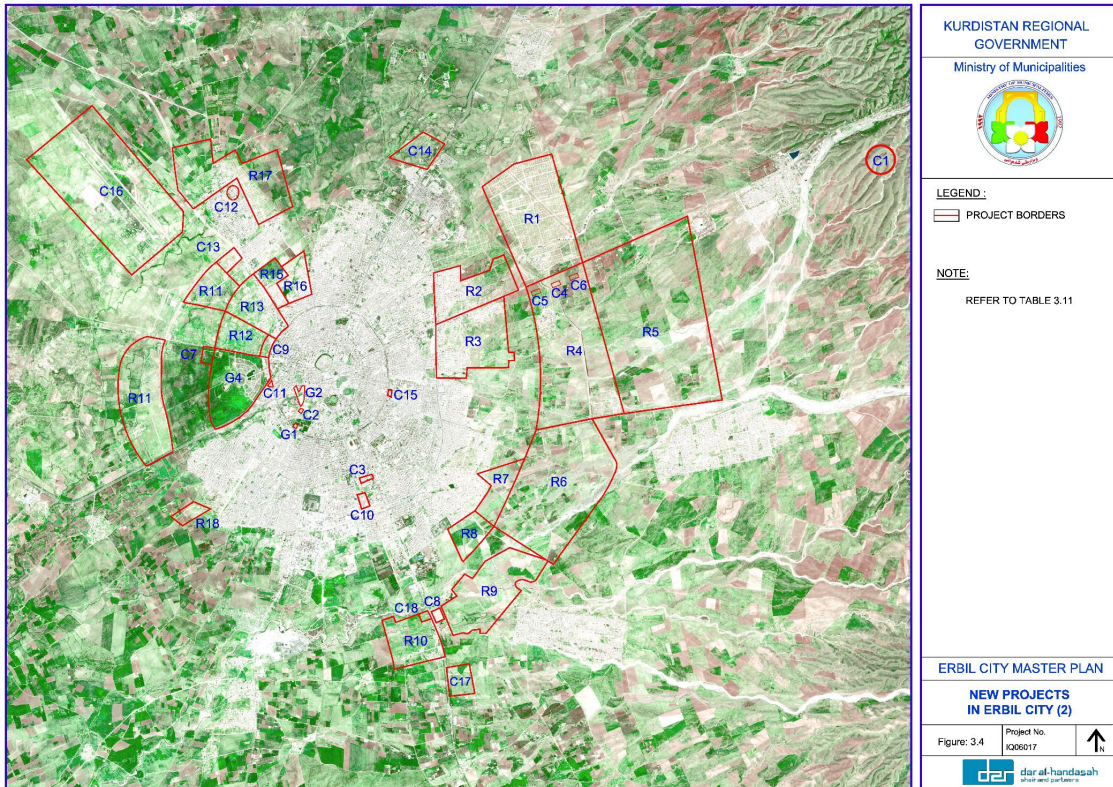 C14
C16
R17
C1
C12
R1
C13
R15
R16
R11
R13
R2
C6
C4
C5
R12
C9
R3
R4
R5
C7
G4
C11
G2
C15
R11
C2
G1
C3
R7
R6
C10
R18
R8
R9
C18
C8
R10
C17
KURDISTAN REGIONAL
GOVERNMENT
Ministry of Municipalities
LEGEND :
PROJECT BORDERS
NOTE:
REFER TO TABLE 3.11
ERBIL CITY MASTER PLAN
NEW PROJECTS
IN ERBIL CITY (2)
Figure: 3.4
Project No.
IQ06017
N
dar
dar al-handasah
shair and partners